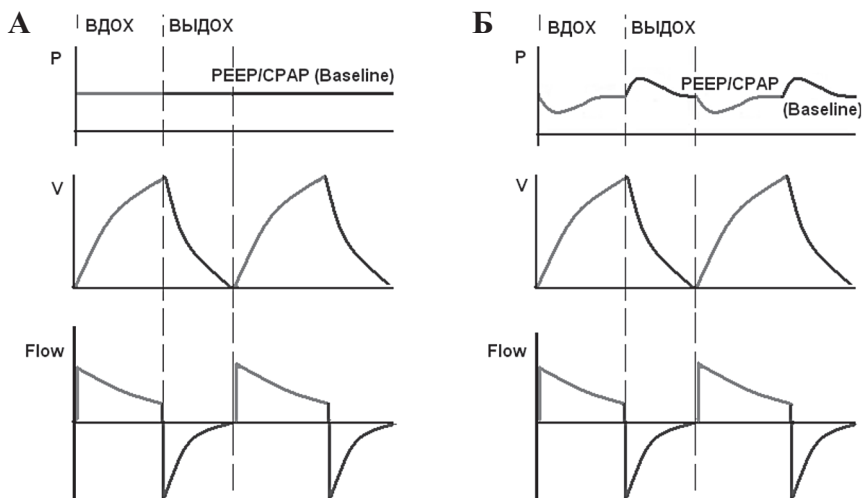 А
ВДОХ ВЫДОХ
P
PEEP/CPAP (Baseline)
V
Flow
Б
ВДОХ ВЫДОХ
P
PEEP/CPAP
(Baseline)
V
Flow